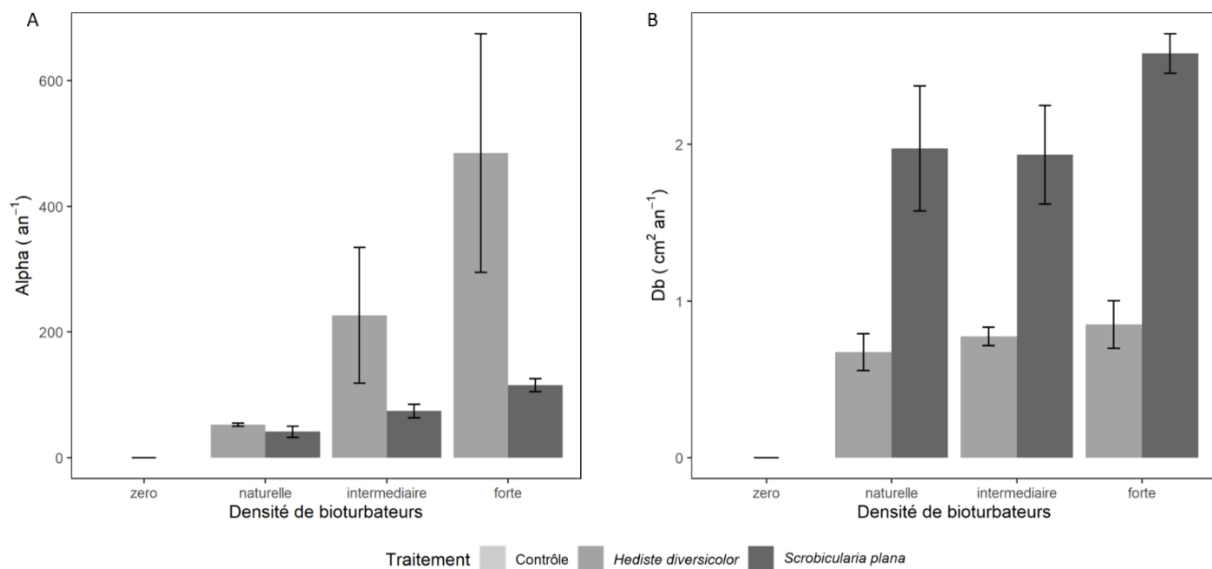 A
Alpha ( an⁻¹)
600
400
200
0
zero naturelle intermediaire forte
Densité de bioturbateurs
B
Db ( cm² an⁻¹)
2
1
0
zero naturelle intermediaire forte
Densité de bioturbateurs
Traitement Contrôle Hediste diversicolor Scrobicularia plana